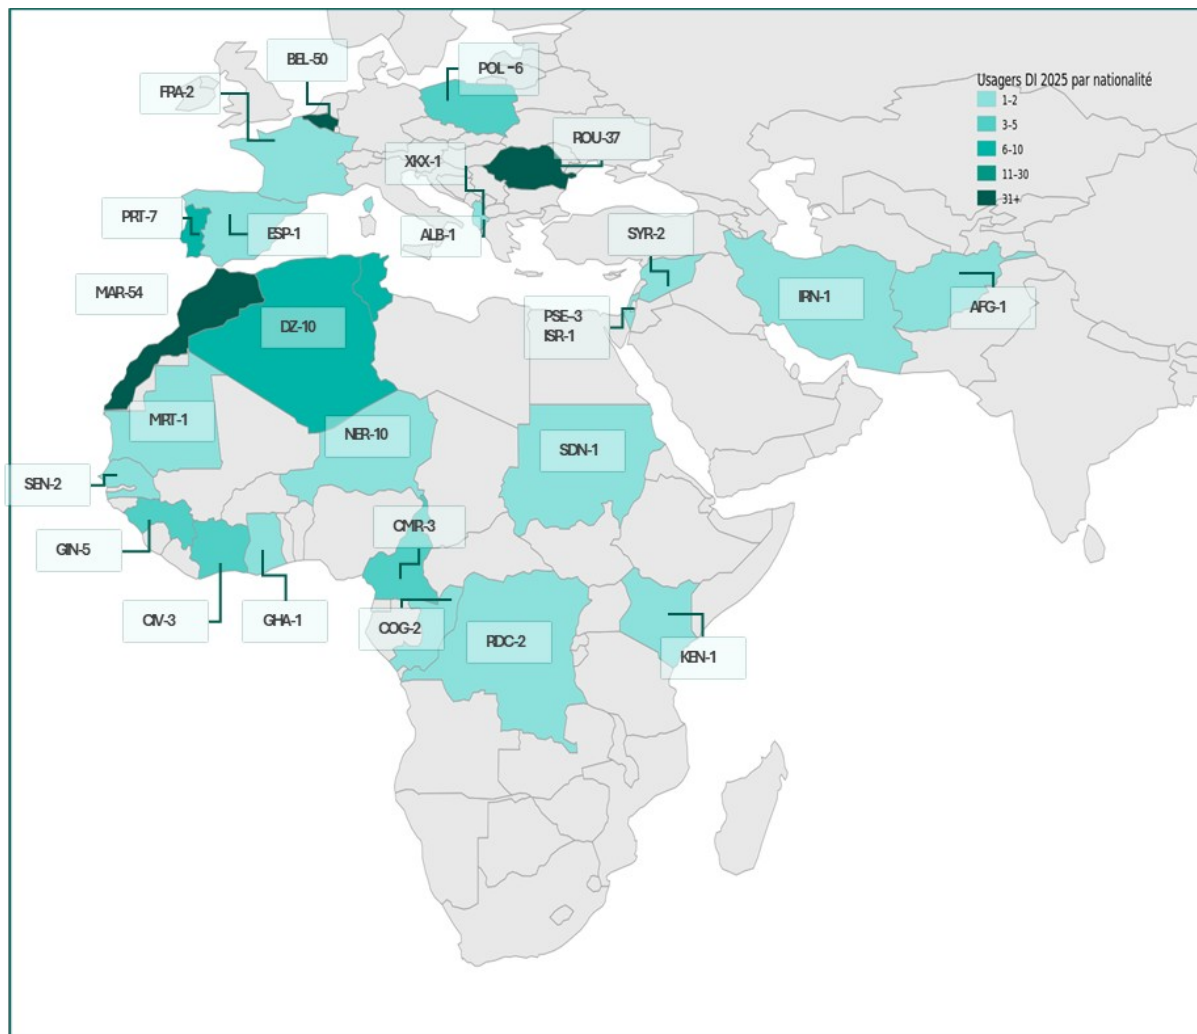 BEL-50
POL -6
FRA-2
Usagers DI 2025 par nationalité
1-2
3-5
6-10
11-30
31+
ROU-37
XKX-1
PRT-7
ESP-1
ALB-1
SYR-2
MAR-54
IRN-1
AFG-1
PSE-3
ISR-1
DZ-10
MRT-1
NER-10
SDN-1
SEN-2
CMR-3
GIN-5
CIV-3
GHA-1
COG-2
RDC-2
KEN-1